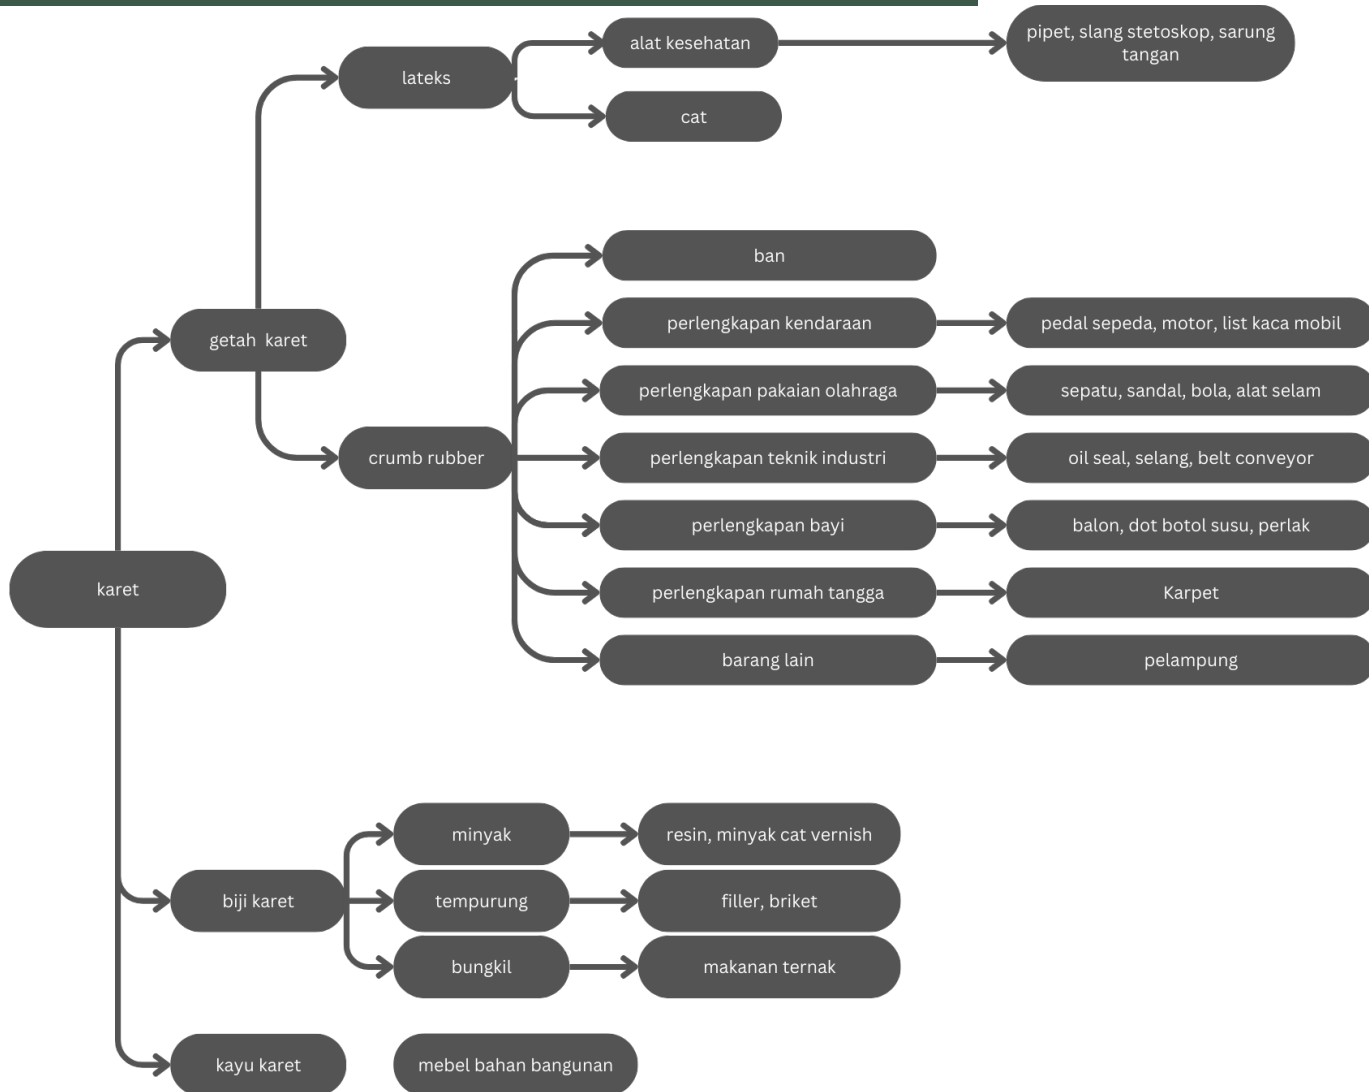 pipet, slang stetoskop, sarung
tangan
alat kesehatan
lateks
cat
ban
perlengkapan kendaraan
pedal sepeda, motor, list kaca mobil
getah  karet
perlengkapan pakaian olahraga
sepatu, sandal, bola, alat selam
crumb rubber
perlengkapan teknik industri
oil seal, selang, belt conveyor
perlengkapan bayi
balon, dot botol susu, perlak
karet
perlengkapan rumah tangga
Karpet
barang lain
pelampung
minyak
resin, minyak cat vernish
biji karet
tempurung
filler, briket
bungkil
makanan ternak
kayu karet
mebel bahan bangunan